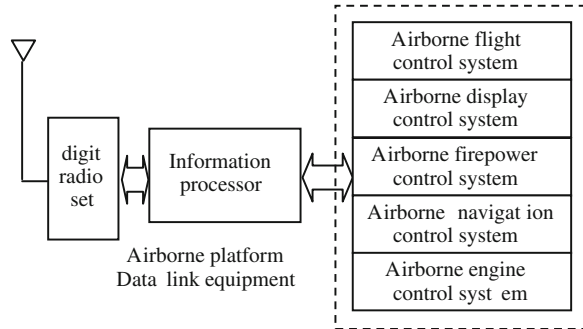 digit
radio
set
Information
processor
Airborne platform
Data link equipment
Airborne flight
control system
Airborne display
control system
Airborne firepower
control system
Airborne navigat ion
control system
Airborne engine
control syst em